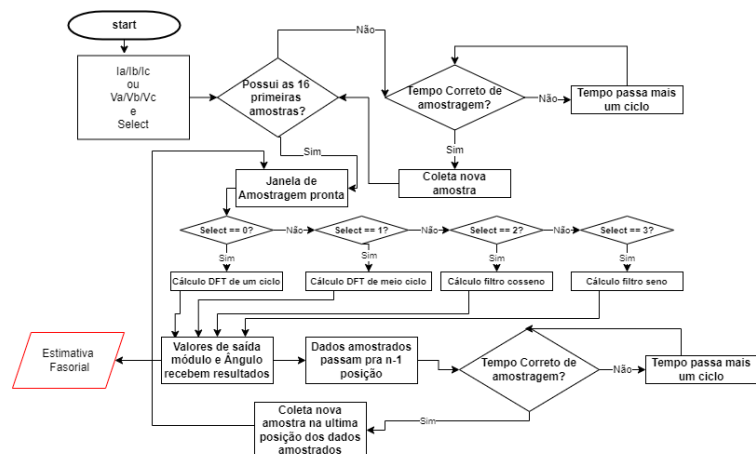 start
Ia/Ib/Ic
ou
Va/Vb/Vc
e
Select
Possui as 16
primeiras
amostras?
Não
Tempo Correto de
amostragem?
Não
Tempo passa mais
um ciclo
Sim
Coleta nova
amostra
Sim
Janela de
Amostragem pronta
Select == 0?
Não
Select == 1?
Não
Select == 2?
Não
Select == 3?
Sim
Sim
Sim
Sim
Cálculo DFT de um ciclo
Cálculo DFT de meio ciclo
Cálculo filtro cosseno
Cálculo filtro seno
Estimativa
Fasorial
Valores de saída
módulo e Ângulo
recebem resultados
Dados amostrados
passam pra n-1
posição
Tempo Correto de
amostragem?
Não
Tempo passa mais
um ciclo
Sim
Coleta nova
amostra na ultima
posição dos dados
amostrados